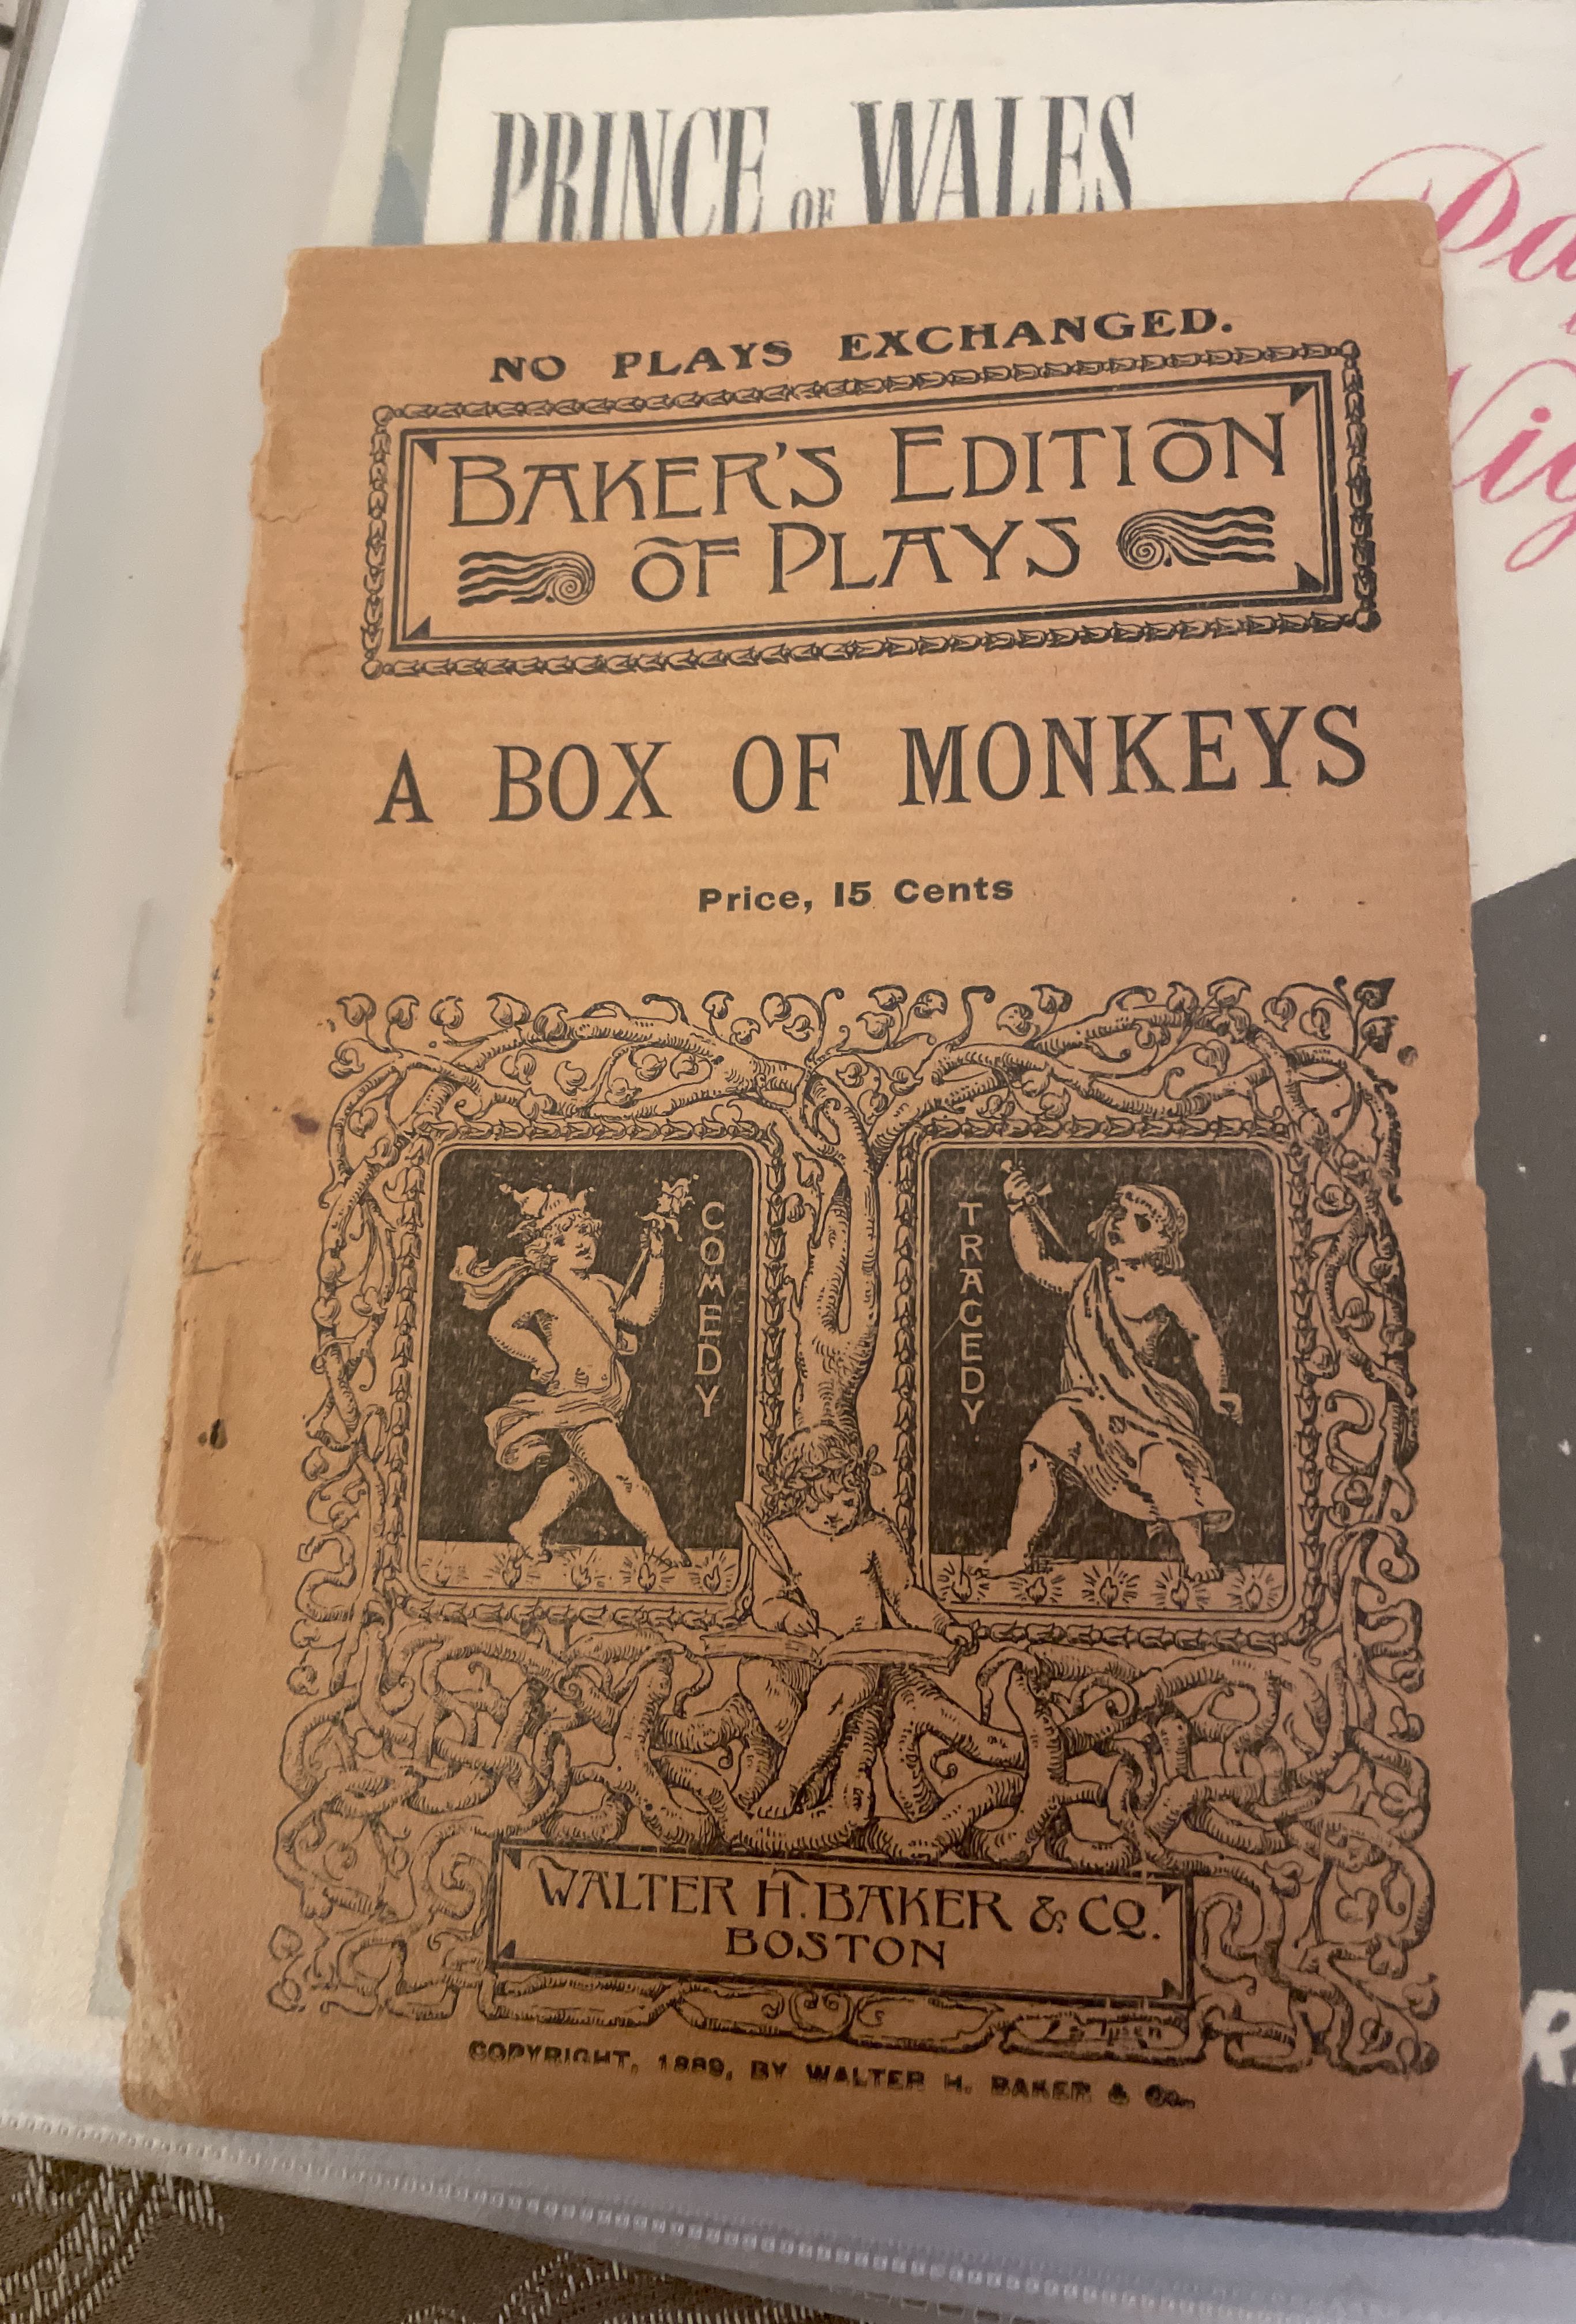 PRINCE OF WALES
NO PLAYS EXCHANGED.
BAKER'S EDITION
OF PLAYS
A BOX OF MONKEYS
Price, 15 Cents
COMEDY
TRAGEDY
WALTER H. BAKER & CO.
BOSTON
COPYRIGHT, 1889, BY WALTER H. BAKER & CO.